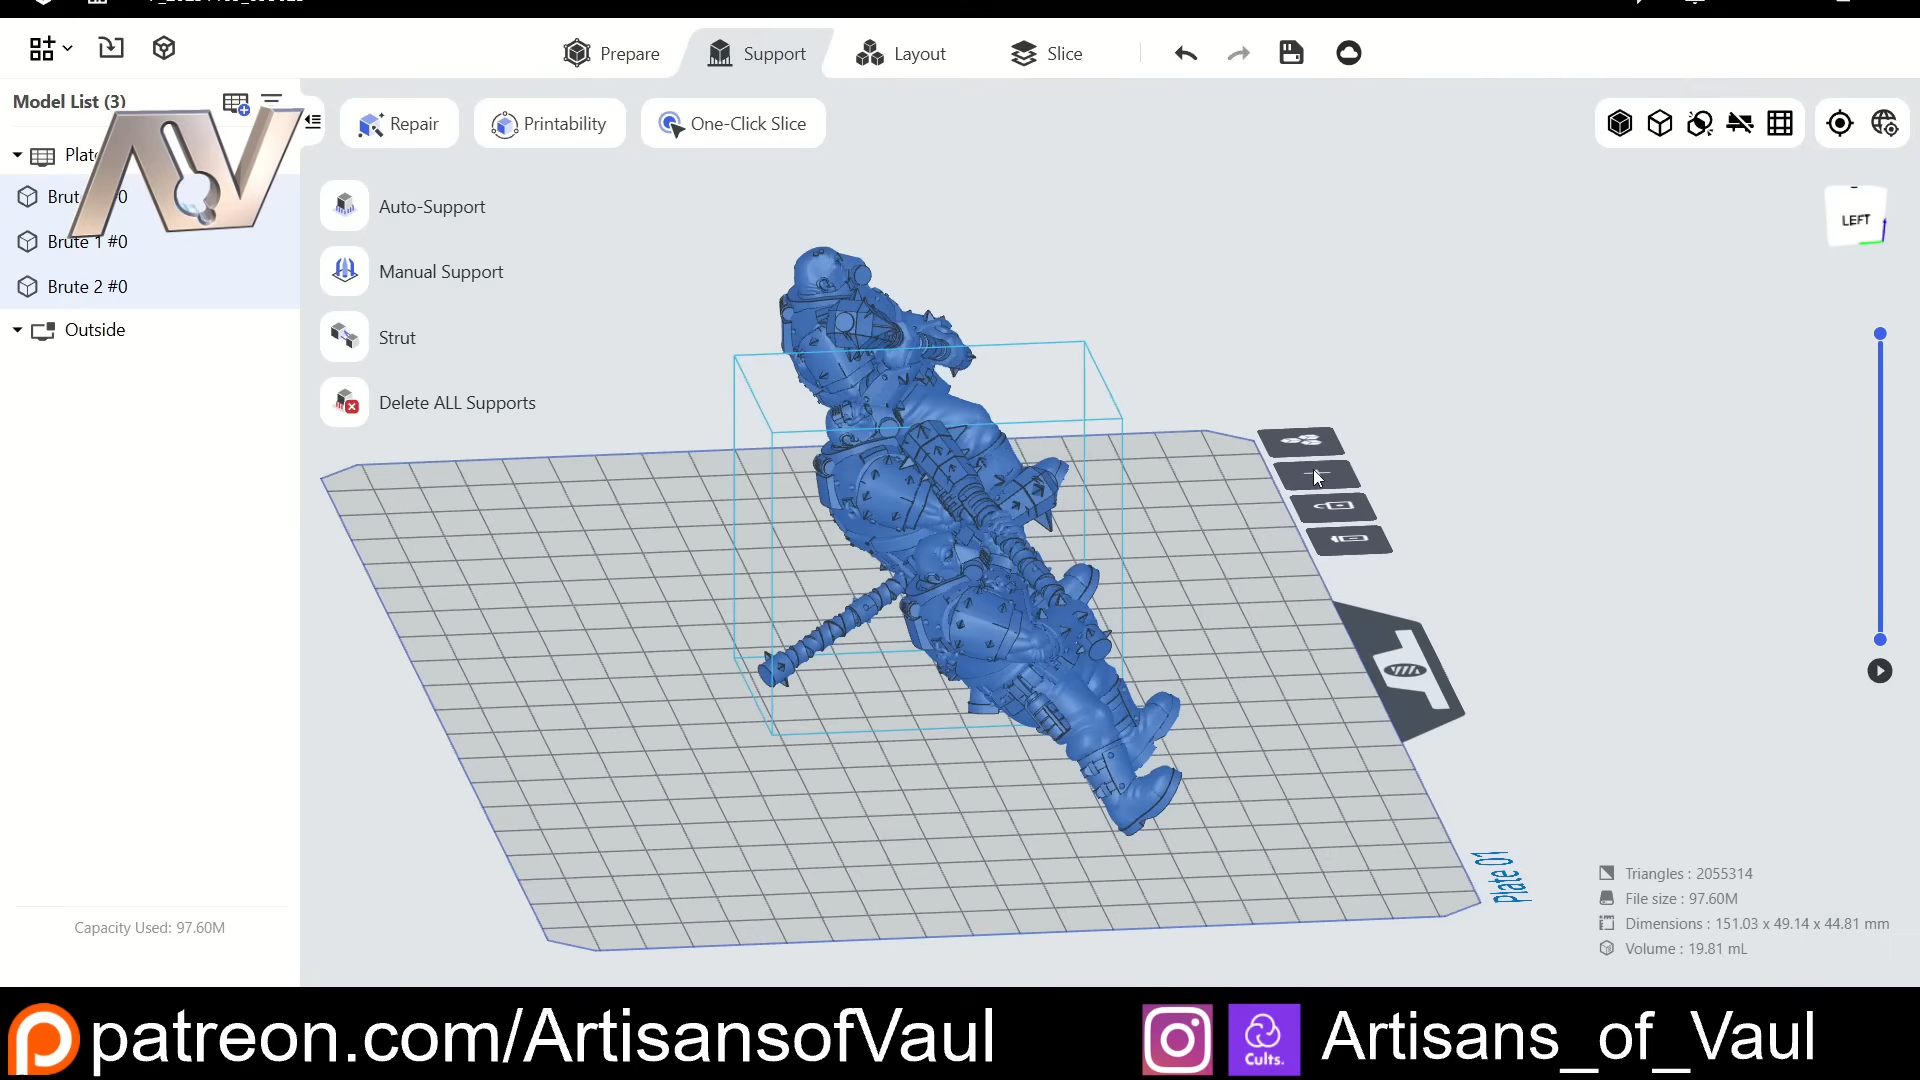 Prepare
Support
Layout
Slice
Model List (3)
Repair
Printability
One-Click Slice
Brute 1 #0
Brute 2 #0
Outside
Auto-Support
Manual Support
Strut
Delete ALL Supports
LEFT
Plate 01
Triangles : 2055314
File size : 97.60M
Dimensions : 151.03 x 49.14 x 44.81 mm
Volume : 19.81 mL
Capacity Used: 97.60M
patreon.com/ArtisansofVaul
Cults.
Artisans_of_Vaul